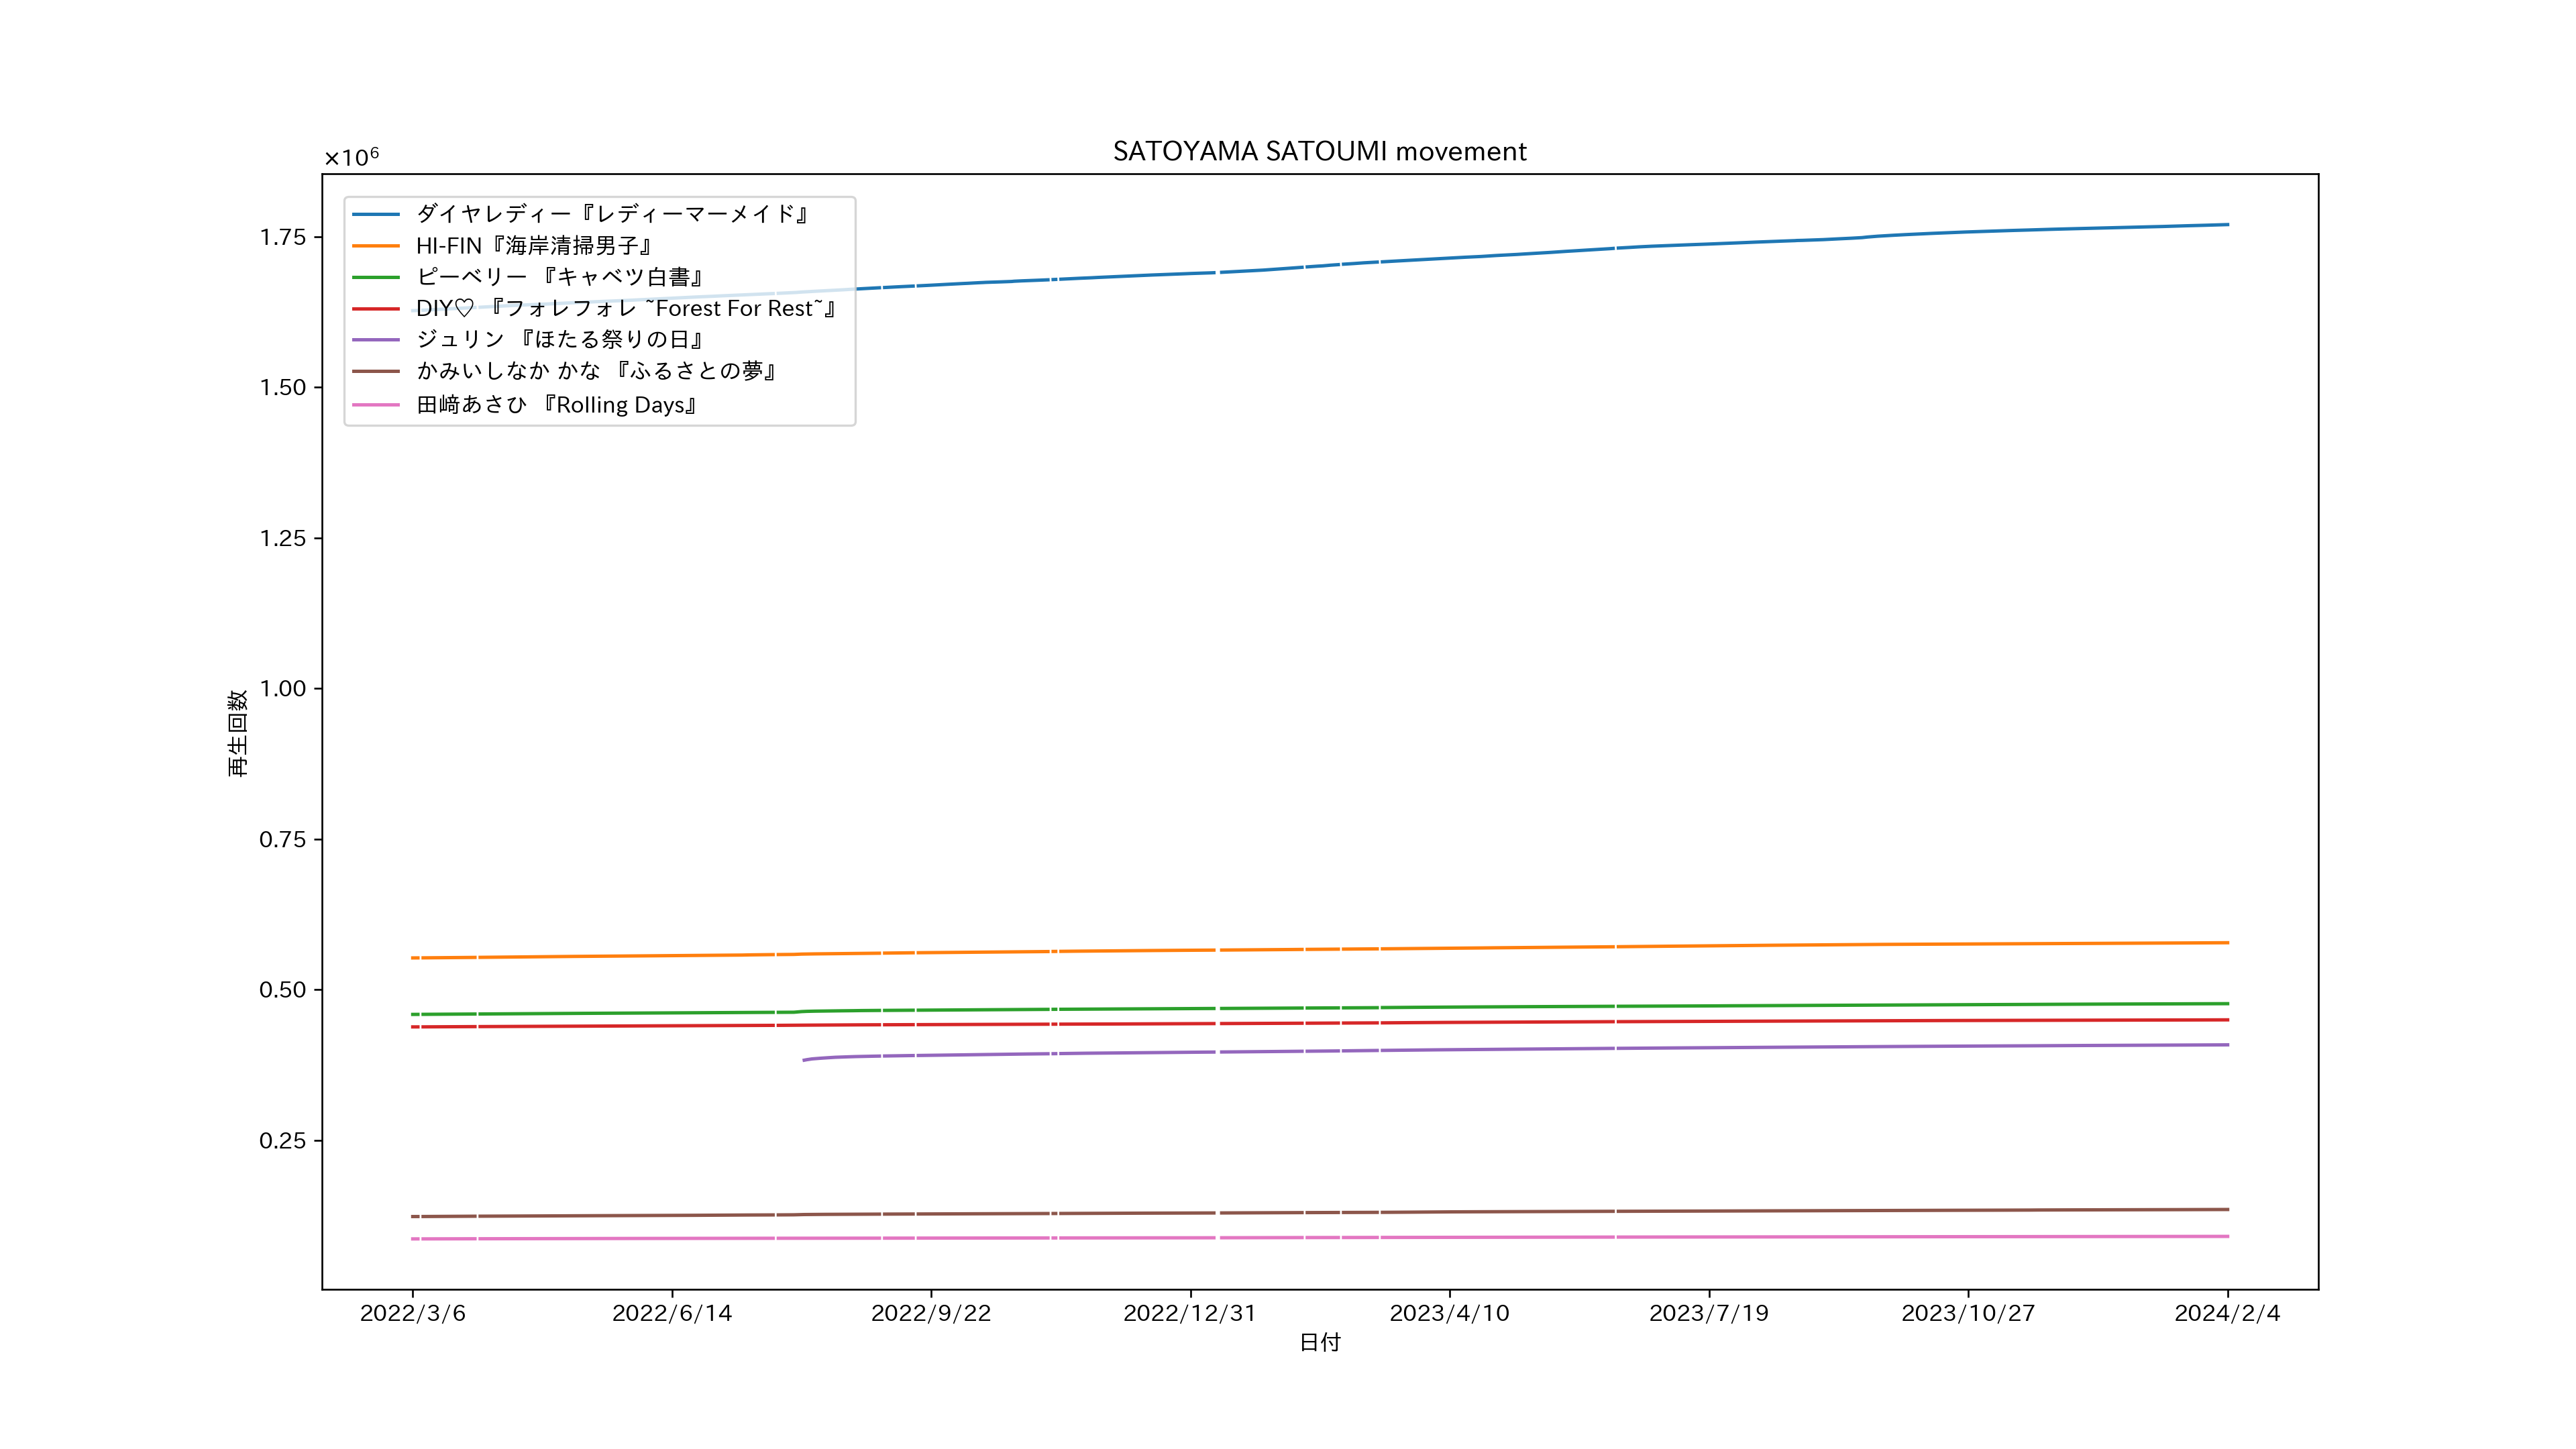 SATOYAMA SATOUMI movement
×10⁶
ダイヤレディー『レディーマーメイド』
HI-FIN『海岸清掃男子』
ピーベリー 『キャベツ白書』
DIY♡ 『フォレフォレ ~Forest For Rest~』
ジュリン 『ほたる祭りの日』
かみいしなか かな 『ふるさとの夢』
田﨑あさひ 『Rolling Days』
1.75
1.50
1.25
1.00
0.75
0.50
0.25
再生回数
2022/3/6
2022/6/14
2022/9/22
2022/12/31
2023/4/10
2023/7/19
2023/10/27
2024/2/4
日付